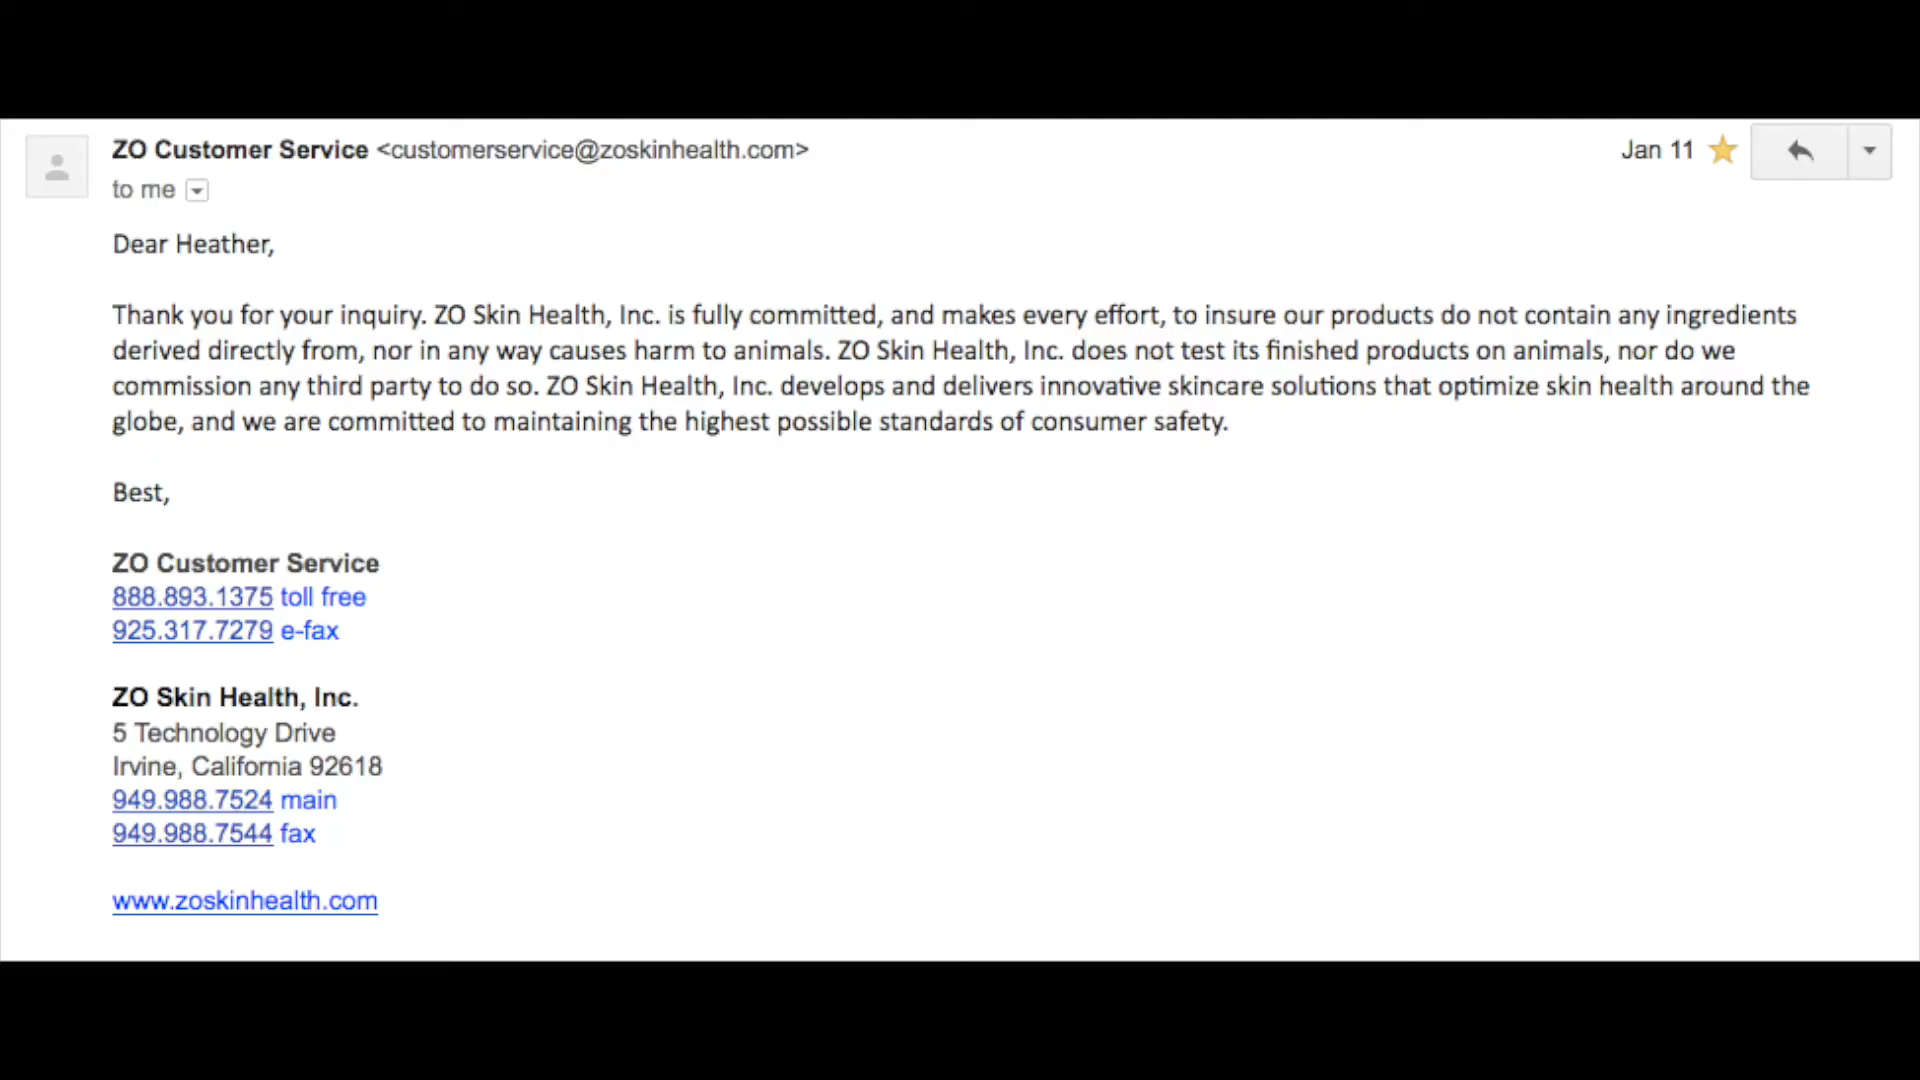 ZO Customer Service <customerservice@zoskinhealth.com>
Jan 11
to me
Dear Heather,
Thank you for your inquiry. ZO Skin Health, Inc. is fully committed, and makes every effort, to insure our products do not contain any ingredients
derived directly from, nor in any way causes harm to animals. ZO Skin Health, Inc. does not test its finished products on animals, nor do we
commission any third party to do so. ZO Skin Health, Inc. develops and delivers innovative skincare solutions that optimize skin health around the
globe, and we are committed to maintaining the highest possible standards of consumer safety.
Best,
ZO Customer Service
888.893.1375 toll free
925.317.7279 e-fax
ZO Skin Health, Inc.
5 Technology Drive
Irvine, California 92618
949.988.7524 main
949.988.7544 fax
www.zoskinhealth.com